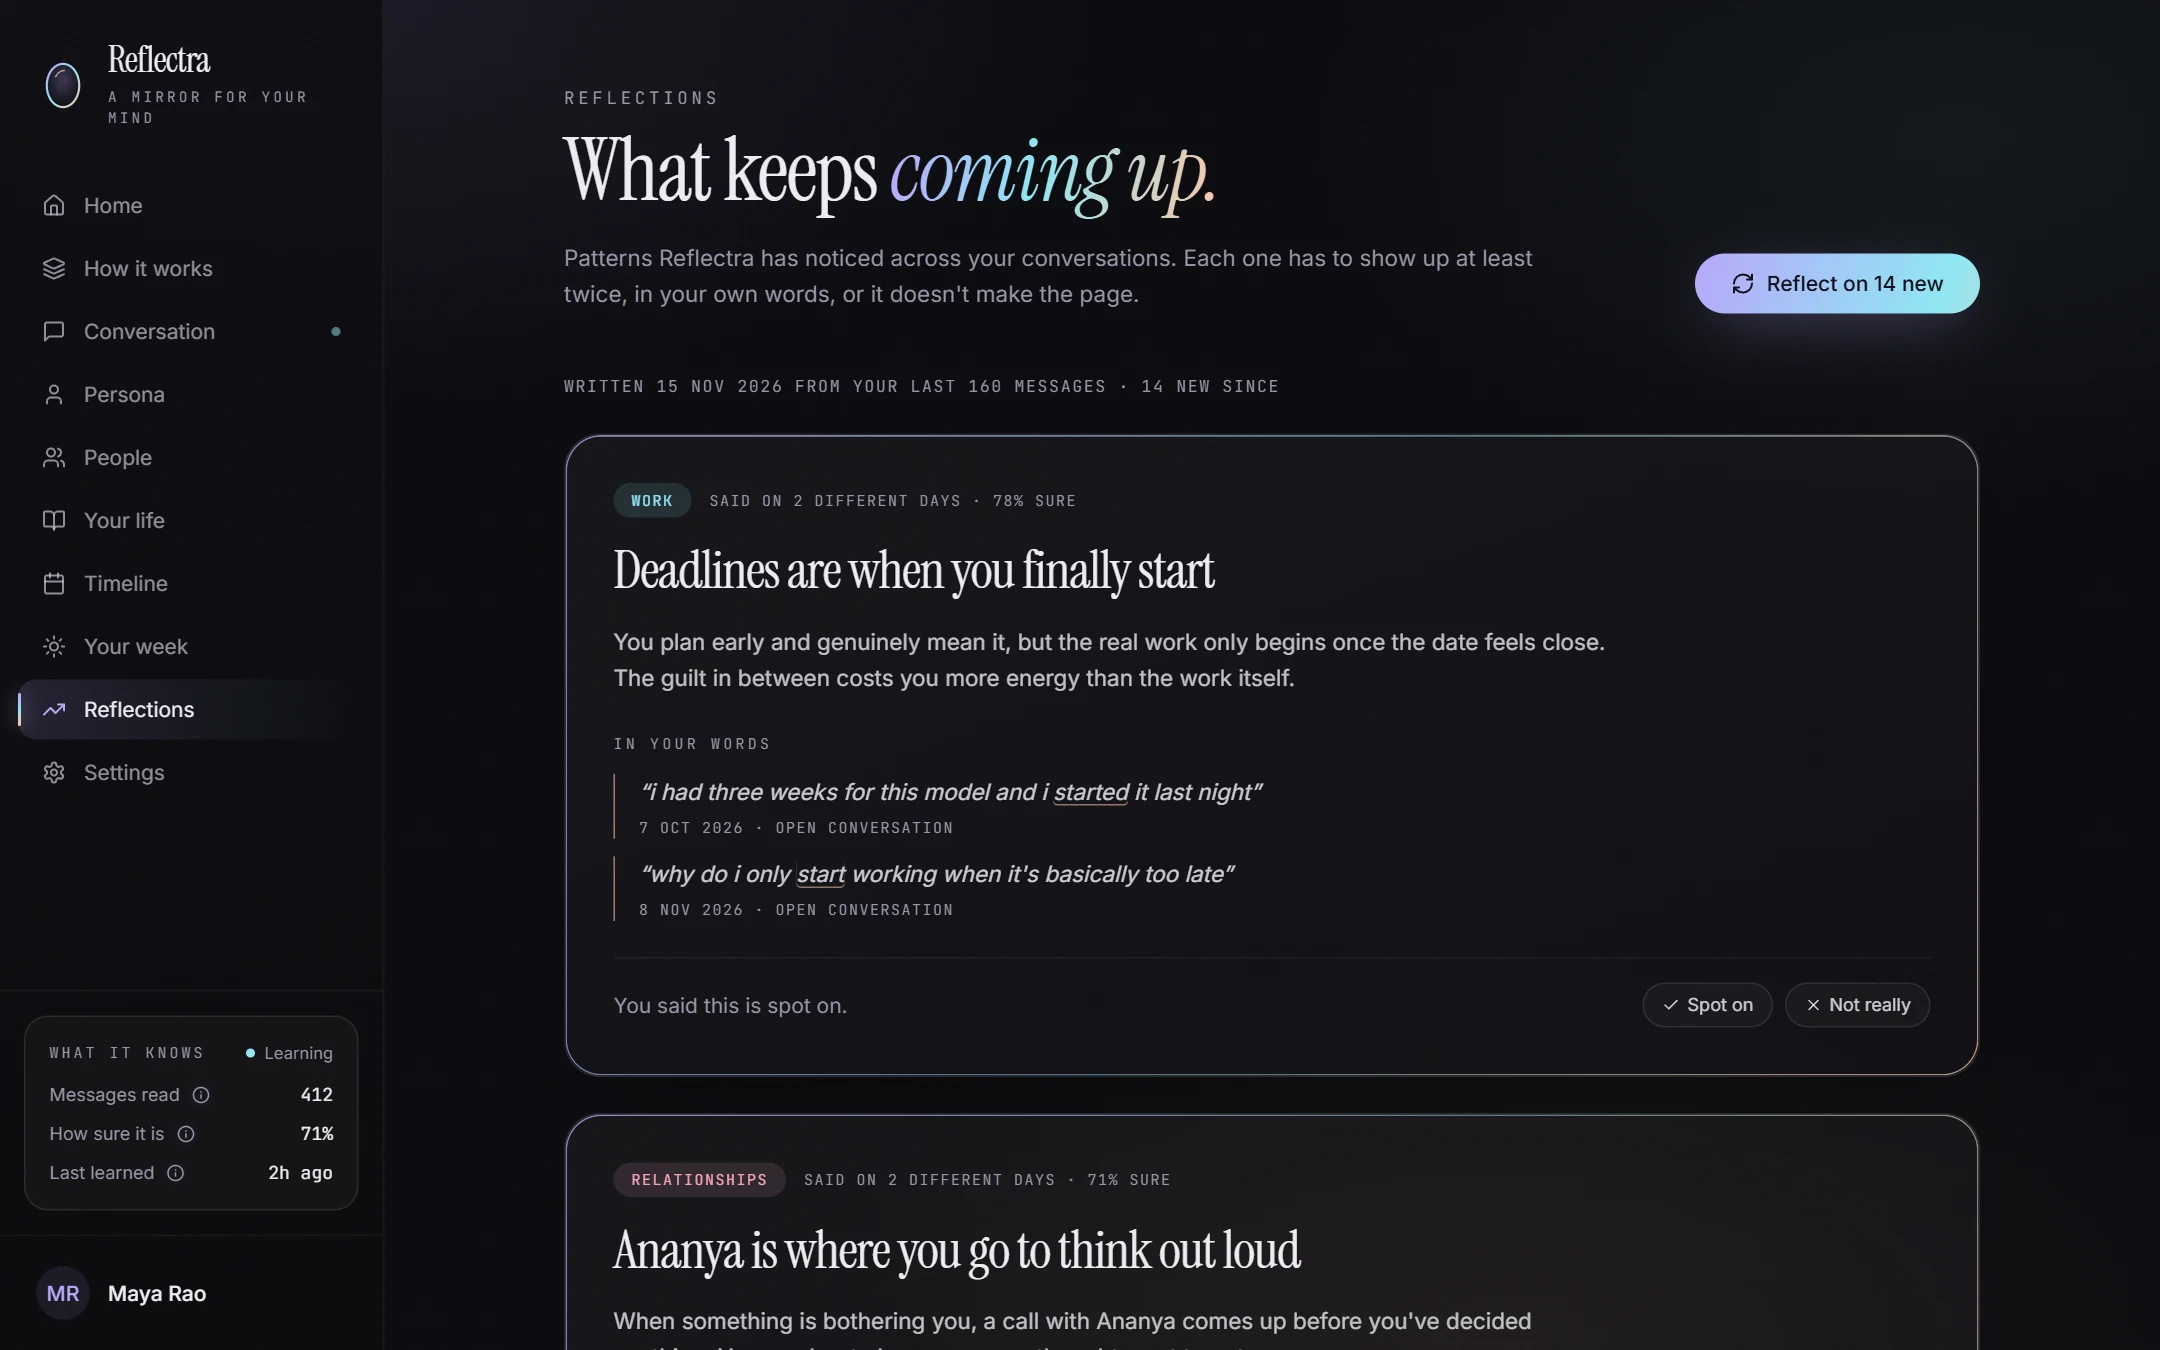 Reflectra
A MIRROR FOR YOUR
MIND
Home
How it works
Conversation
Persona
People
Your life
Timeline
Your week
Reflections
Settings
WHAT IT KNOWS
Learning
Messages read 412
How sure it is 71%
Last learned 2h ago
MR Maya Rao
REFLECTIONS
What keeps coming up.
Patterns Reflectra has noticed across your conversations. Each one has to show up at least
twice, in your own words, or it doesn't make the page.
Reflect on 14 new
WRITTEN 15 NOV 2026 FROM YOUR LAST 160 MESSAGES · 14 NEW SINCE
WORK SAID ON 2 DIFFERENT DAYS · 78% SURE
Deadlines are when you finally start
You plan early and genuinely mean it, but the real work only begins once the date feels close.
The guilt in between costs you more energy than the work itself.
IN YOUR WORDS
“i had three weeks for this model and i started it last night”
7 OCT 2026 · OPEN CONVERSATION
“why do i only start working when it's basically too late”
8 NOV 2026 · OPEN CONVERSATION
You said this is spot on.
Spot on
Not really
RELATIONSHIPS SAID ON 2 DIFFERENT DAYS · 71% SURE
Ananya is where you go to think out loud
When something is bothering you, a call with Ananya comes up before you've decided